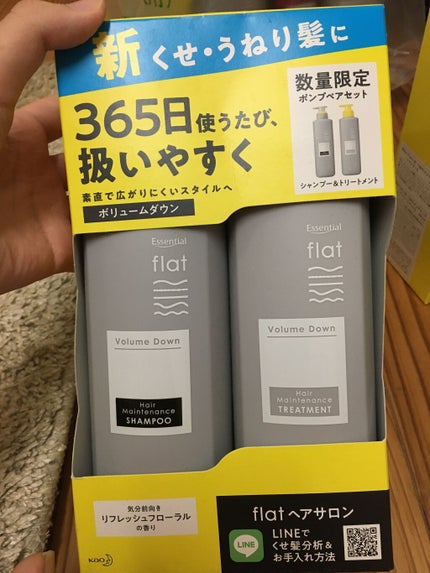 新 くせ・うねり髪に
365日使うたび、
扱いやすく
素直で広がりにくいスタイルへ
ボリュームダウン
数量限定
ポンプペアセット
シャンプー&トリートメント
Essential
flat
Volume Down
Hair
Maintenance
SHAMPOO
Essential
flat
Volume Down
Hair
Maintenance
TREATMENT
気分前向き
リフレッシュフローラル
の香り
Kao
flat ヘアサロン
LINE
LINEで
くせ髪分析&
お手入れ方法